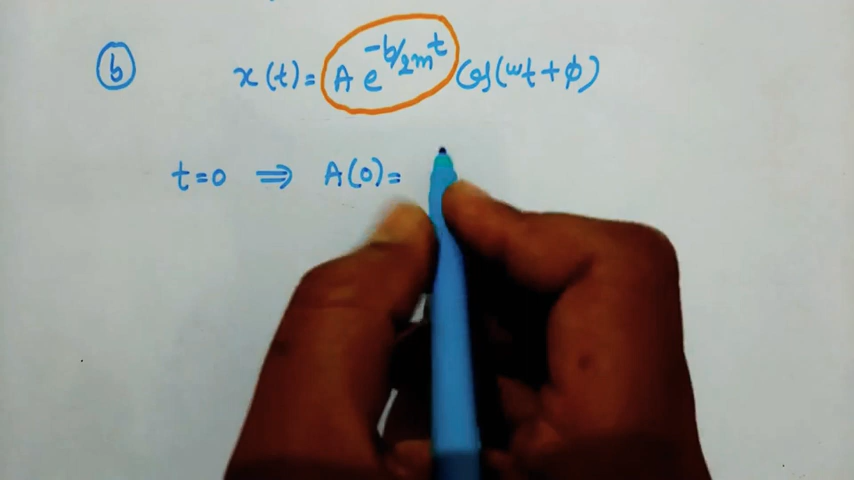 b x(t) = A e^{-b/2m t} Cos(ωt + φ)
t=0 ⟹ A(0)=